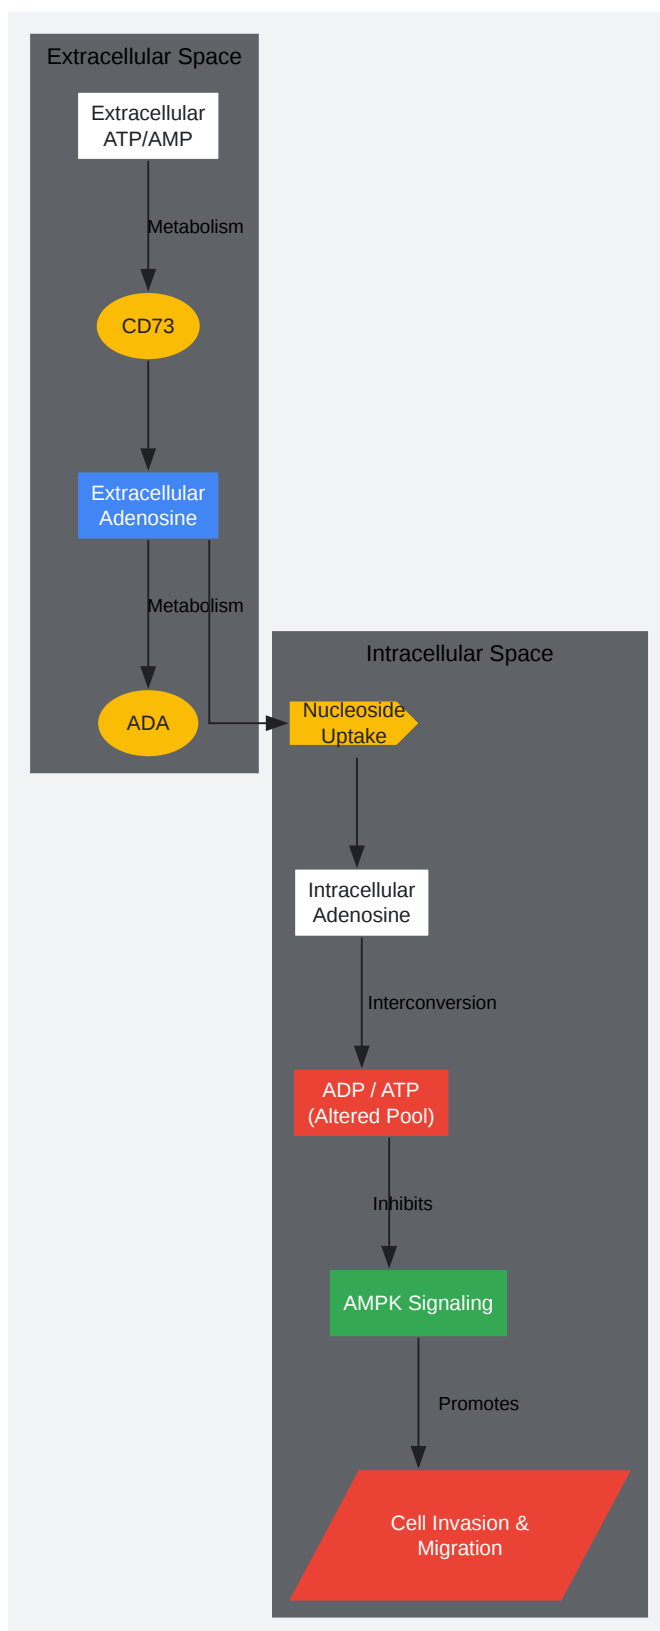 Extracellular Space
Extracellular
ATP/AMP
Metabolism
CD73
Extracellular
Adenosine
Metabolism
ADA
Intracellular Space
Nucleoside
Uptake
Intracellular
Adenosine
Interconversion
ADP / ATP
(Altered Pool)
Inhibits
AMPK Signaling
Promotes
Cell Invasion &
Migration